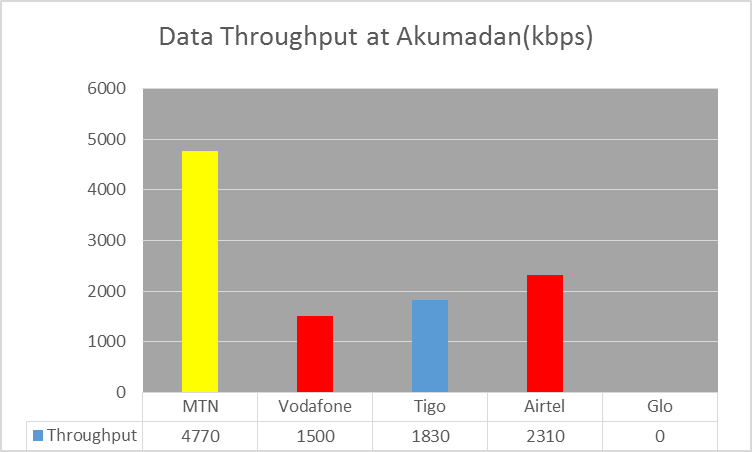 Data Throughput at Akumadan(kbps)
6000
5000
4000
3000
2000
1000
0
MTN Vodafone Tigo Airtel Glo
Throughput 4770 1500 1830 2310 0